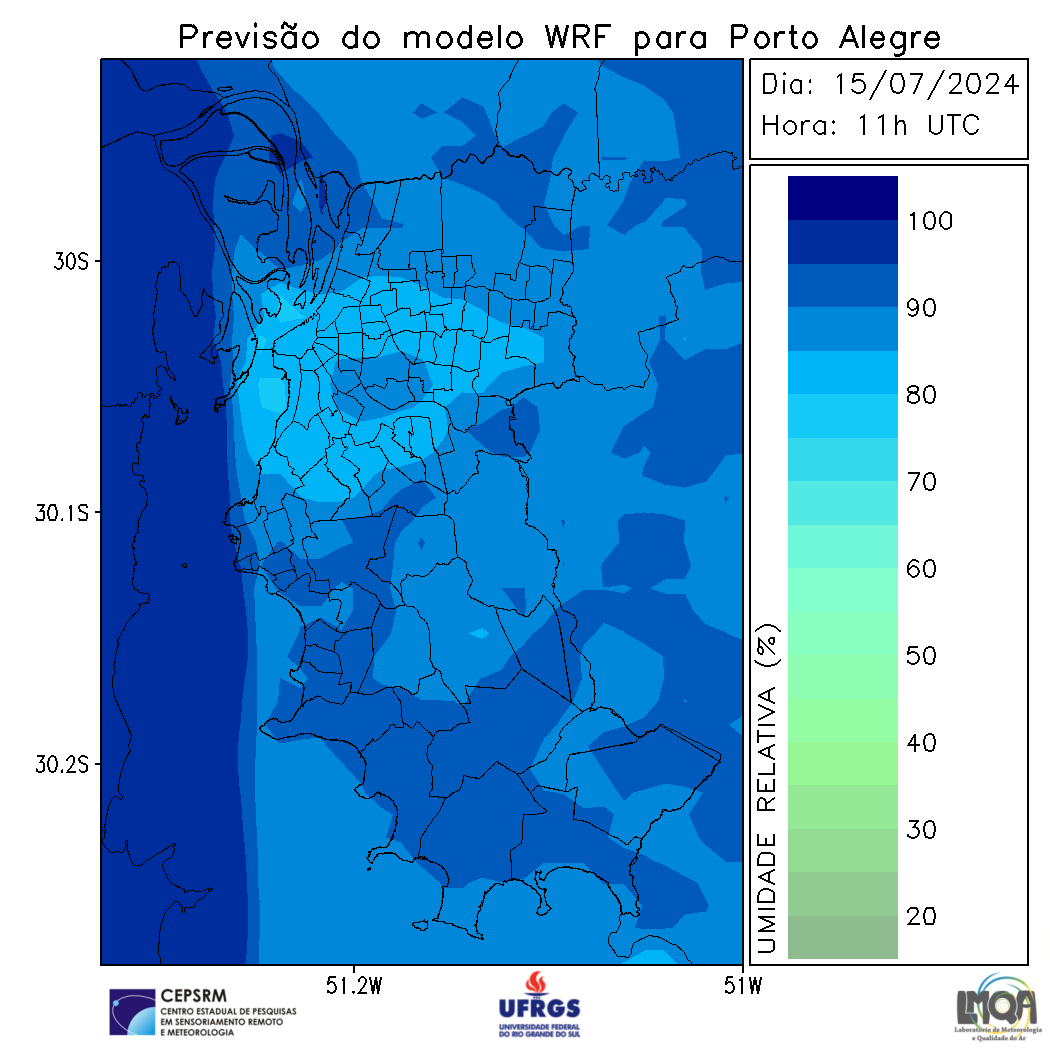 Previsão do modelo WRF para Porto Alegre
Dia: 15/07/2024
Hora: 11h UTC
30S
30.1S
30.2S
51.2W
51W
UMIDADE RELATIVA (%)
100
90
80
70
60
50
40
30
20
CEPSRM
CENTRO ESTADUAL DE PESQUISAS
EM SENSORIAMENTO REMOTO
E METEOROLOGIA
UFRGS
UNIVERSIDADE FEDERAL
DO RIO GRANDE DO SUL
LMQA
Laboratório de Meteorologia
e Qualidade do Ar